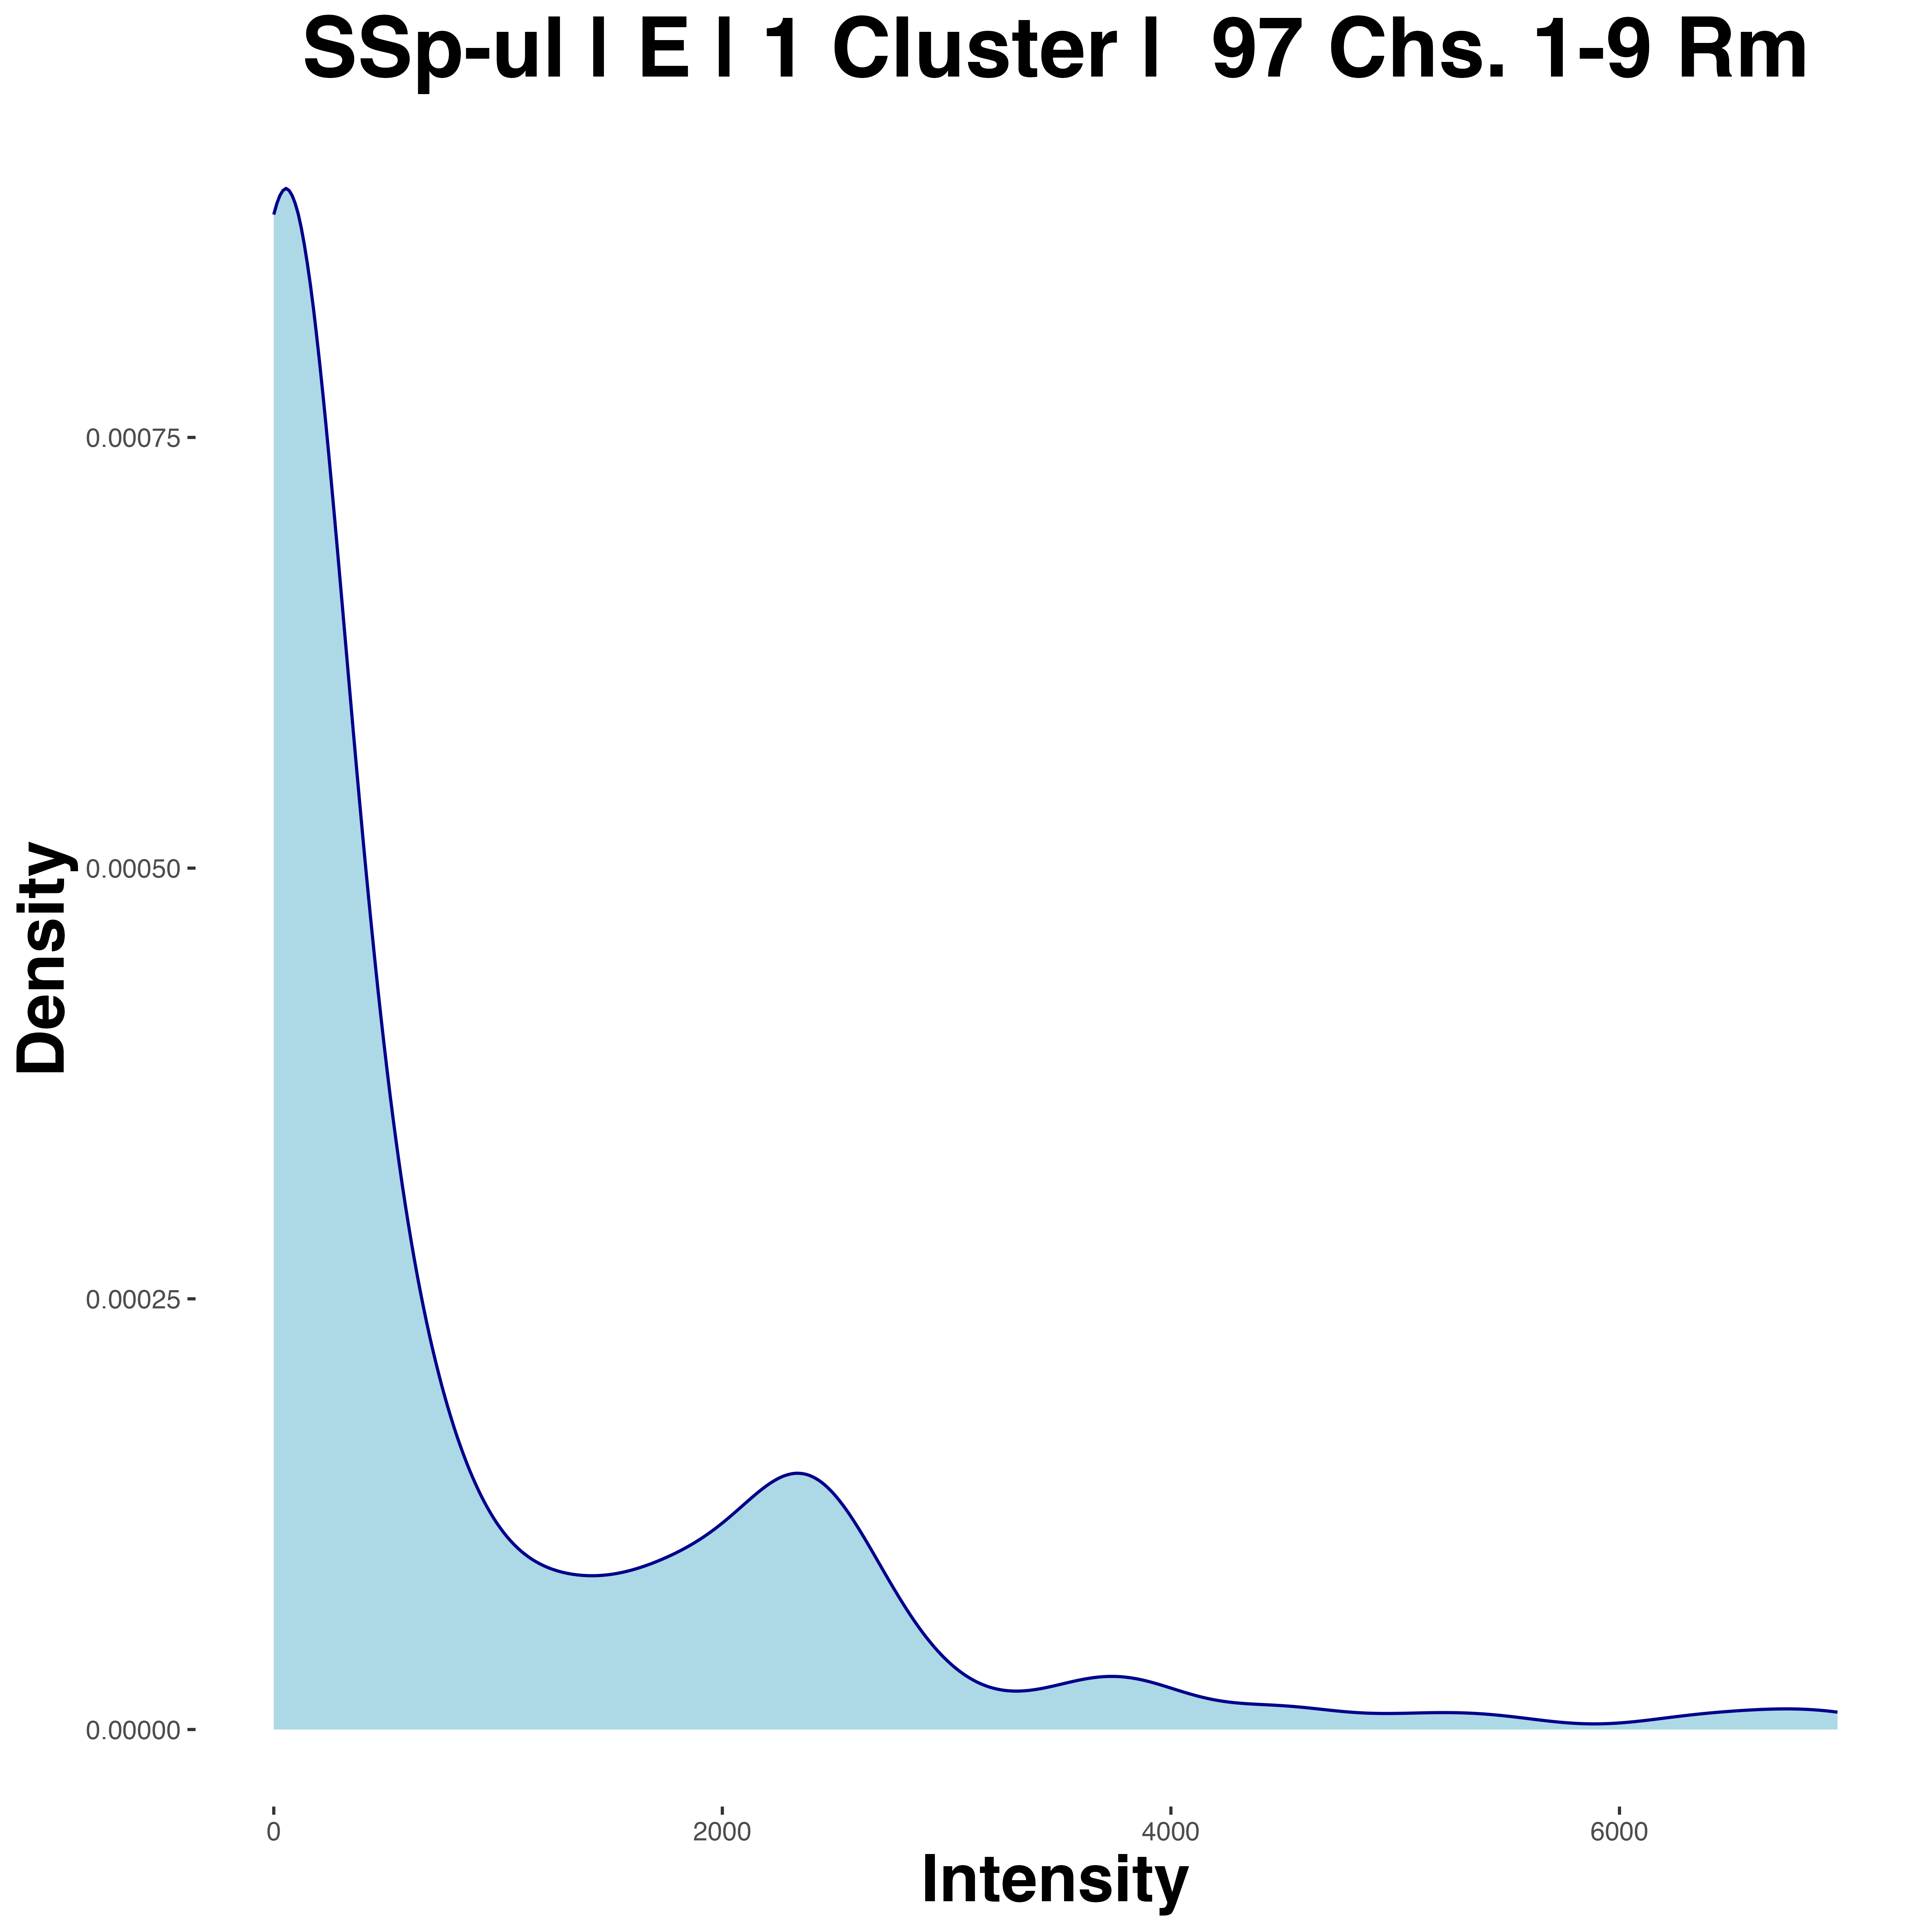 SSp-ul | E | 1 Cluster |  97 Chs. 1-9 Rm
Density
0.00075
0.00050
0.00025
0.00000
0 2000 4000 6000
Intensity